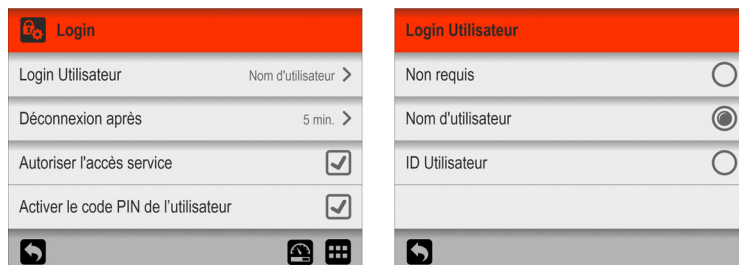 Login
Login Utilisateur Nom d'utilisateur
Déconnexion après 5 min.
Autoriser l'accès service
Activer le code PIN de l'utilisateur
Login Utilisateur
Non requis
Nom d'utilisateur
ID Utilisateur